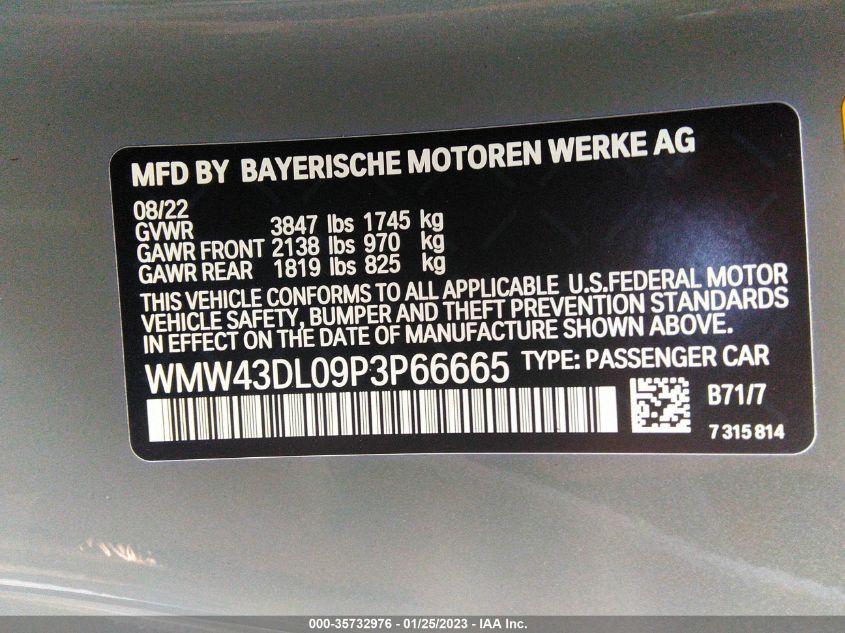 MFD BY BAYERISCHE MOTOREN WERKE AG
08/22
GVWR 3847 lbs 1745 kg
GAWR FRONT 2138 lbs 970 kg
GAWR REAR 1819 lbs 825 kg
THIS VEHICLE CONFORMS TO ALL APPLICABLE U.S.FEDERAL MOTOR
VEHICLE SAFETY, BUMPER AND THEFT PREVENTION STANDARDS
IN EFFECT ON THE DATE OF MANUFACTURE SHOWN ABOVE.
WMW43DL09P3P66665 TYPE: PASSENGER CAR
B71/7
7 315 814
000-35732976 - 01/25/2023 - IAA Inc.